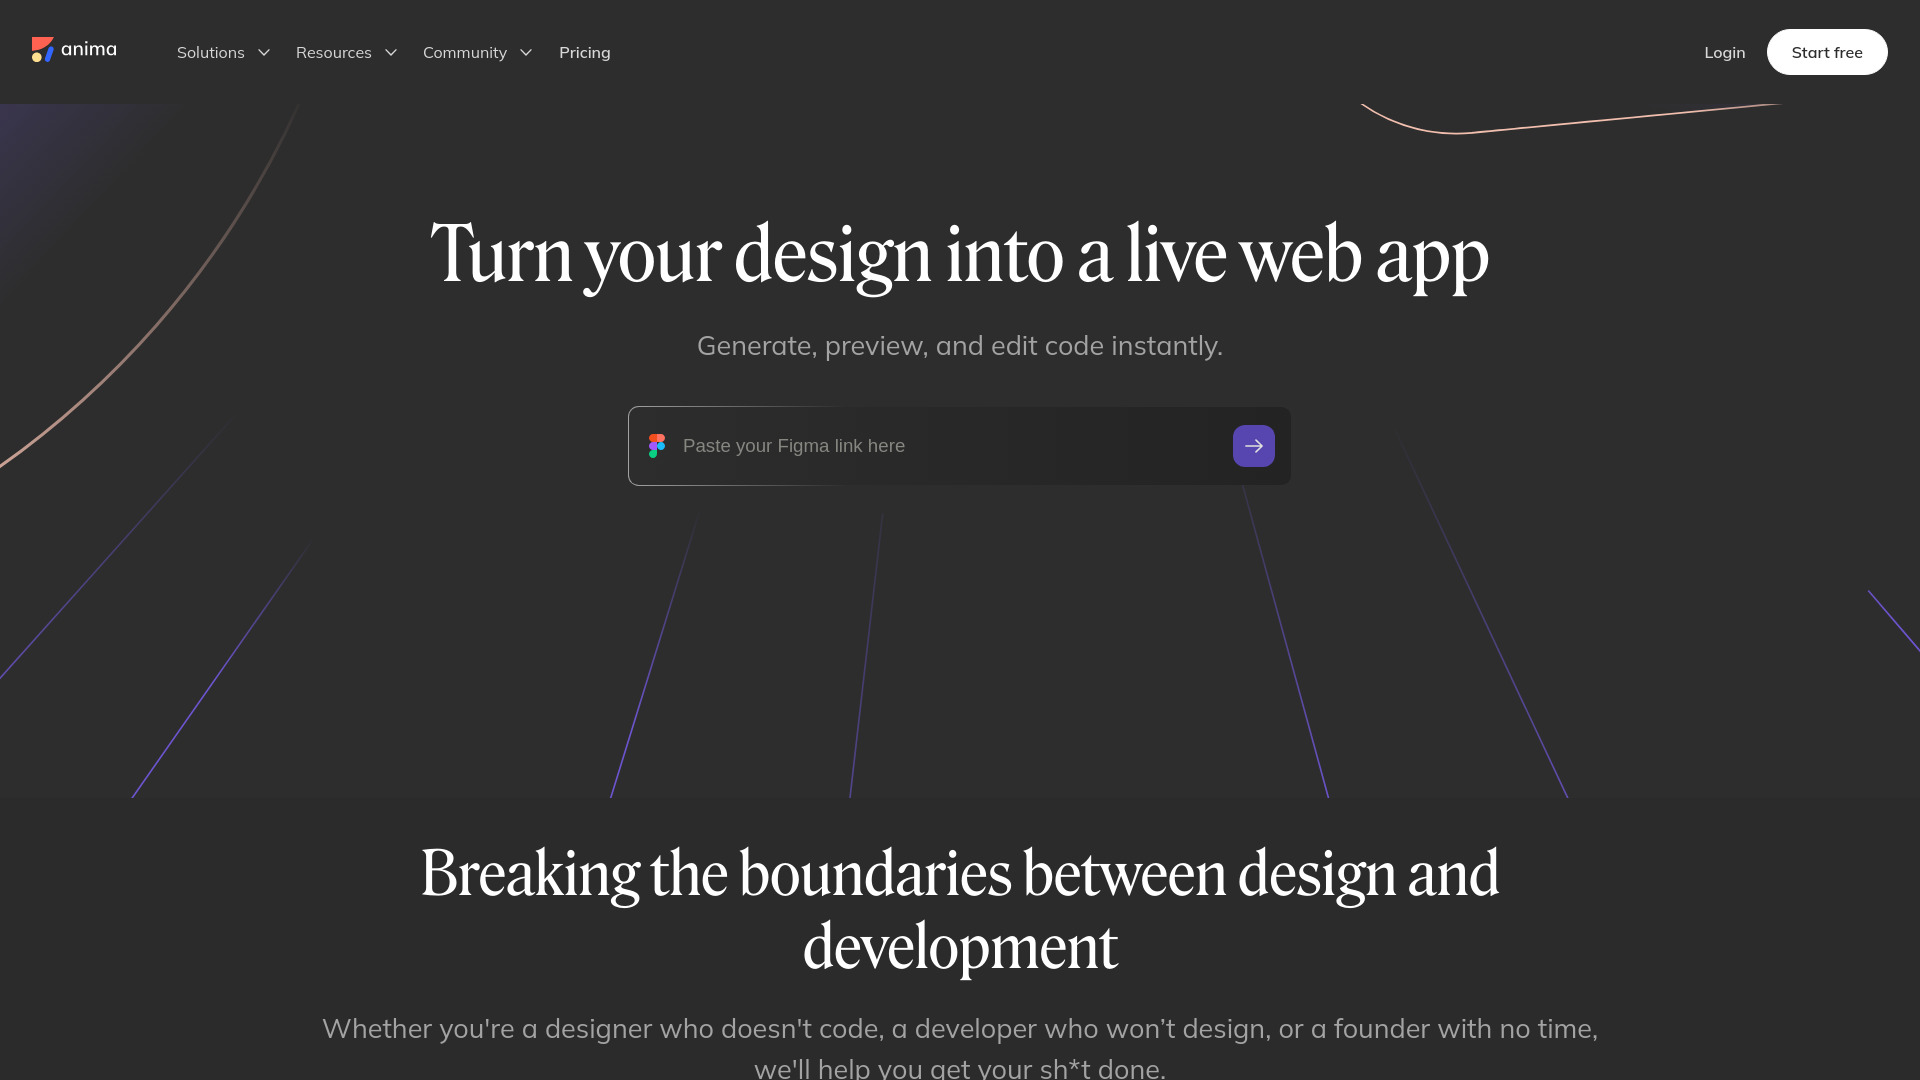 anima
Solutions
Resources
Community
Pricing
Login
Start free
Turn your design into a live web app
Generate, preview, and edit code instantly.
Paste your Figma link here
Breaking the boundaries between design and
development
Whether you're a designer who doesn't code, a developer who won’t design, or a founder with no time,
we'll help you get your sh*t done.